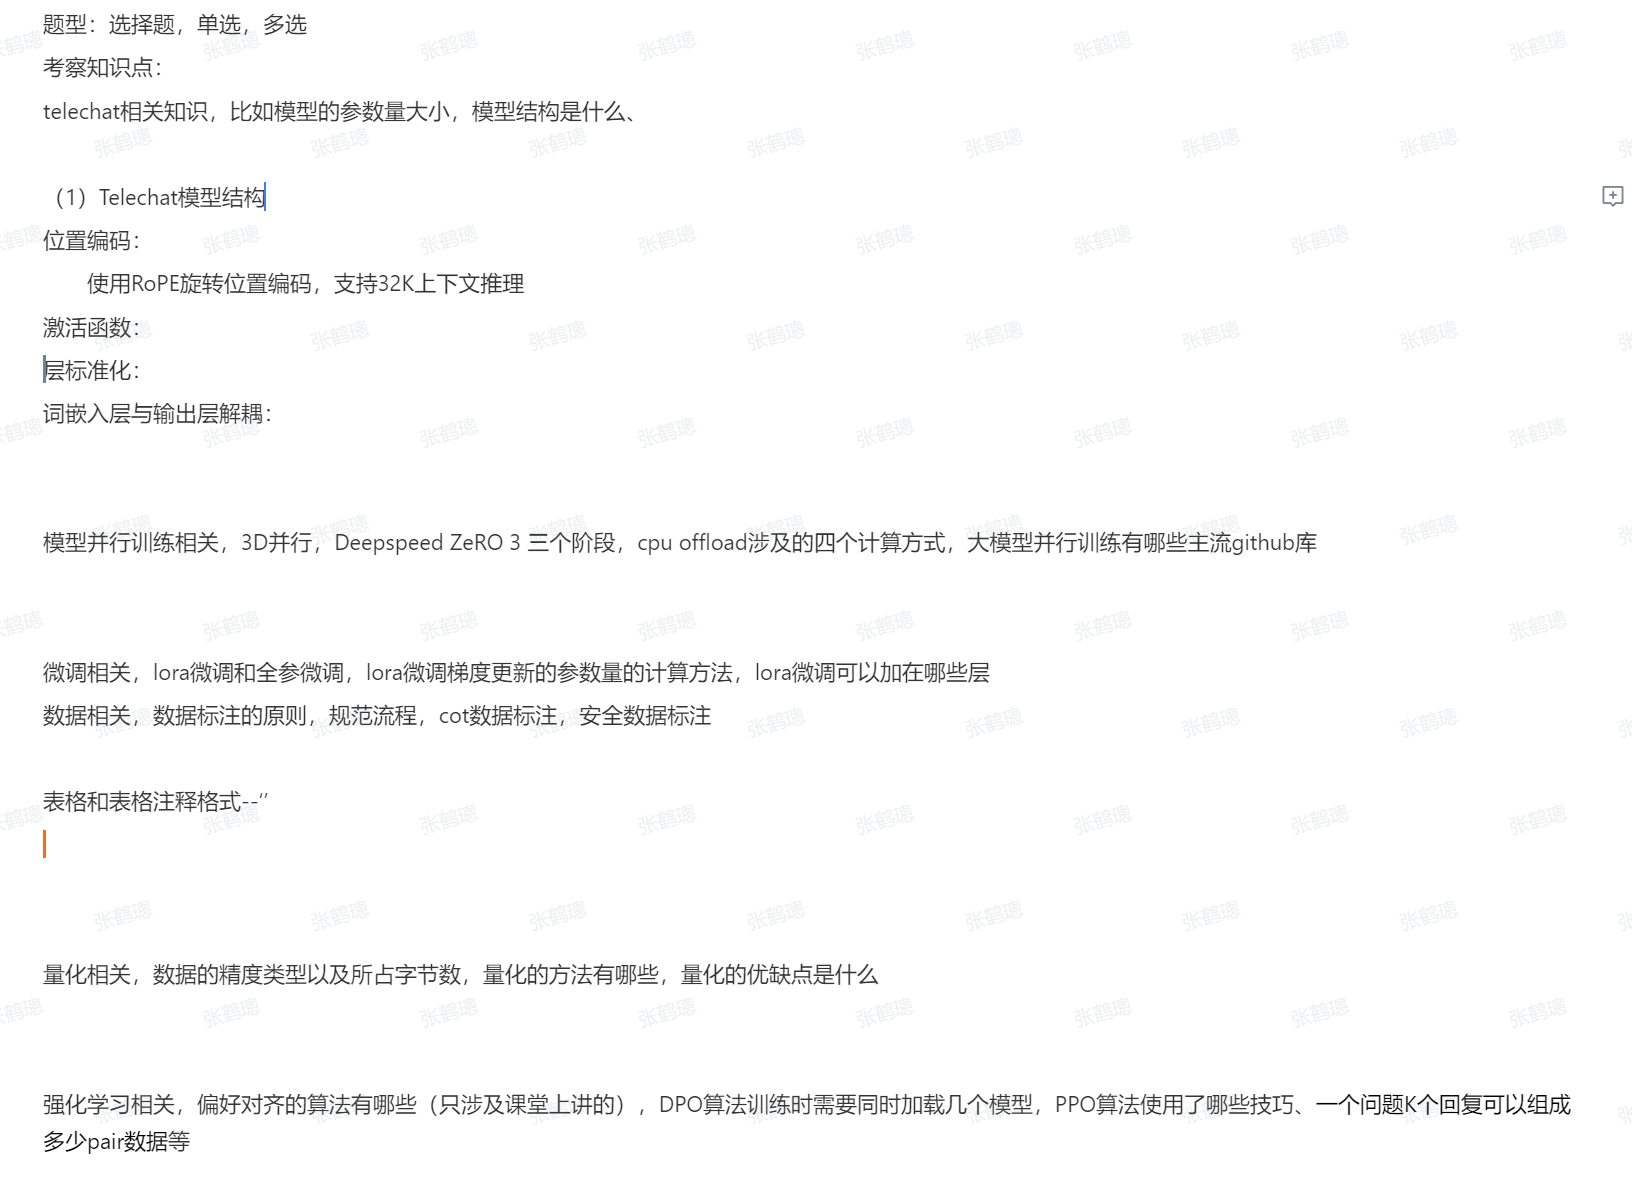 题型：选择题，单选，多选
考察知识点：
telechat相关知识，比如模型的参数量大小，模型结构是什么、
（1）Telechat模型结构
位置编码：
使用RoPE旋转位置编码，支持32K上下文推理
激活函数：
层标准化：
词嵌入层与输出层解耦：
模型并行训练相关，3D并行，Deepspeed ZeRO 3 三个阶段，cpu offload涉及的四个计算方式，大模型并行训练有哪些主流github库
微调相关，lora微调和全参微调，lora微调梯度更新的参数量的计算方法，lora微调可以加在哪些层
数据相关，数据标注的原则，规范流程，cot数据标注，安全数据标注
表格和表格注释格式--‘’
量化相关，数据的精度类型以及所占字节数，量化的方法有哪些，量化的优缺点是什么
强化学习相关，偏好对齐的算法有哪些（只涉及课堂上讲的），DPO算法训练时需要同时加载几个模型，PPO算法使用了哪些技巧、一个问题K个回复可以组成
多少pair数据等
张鹤璁